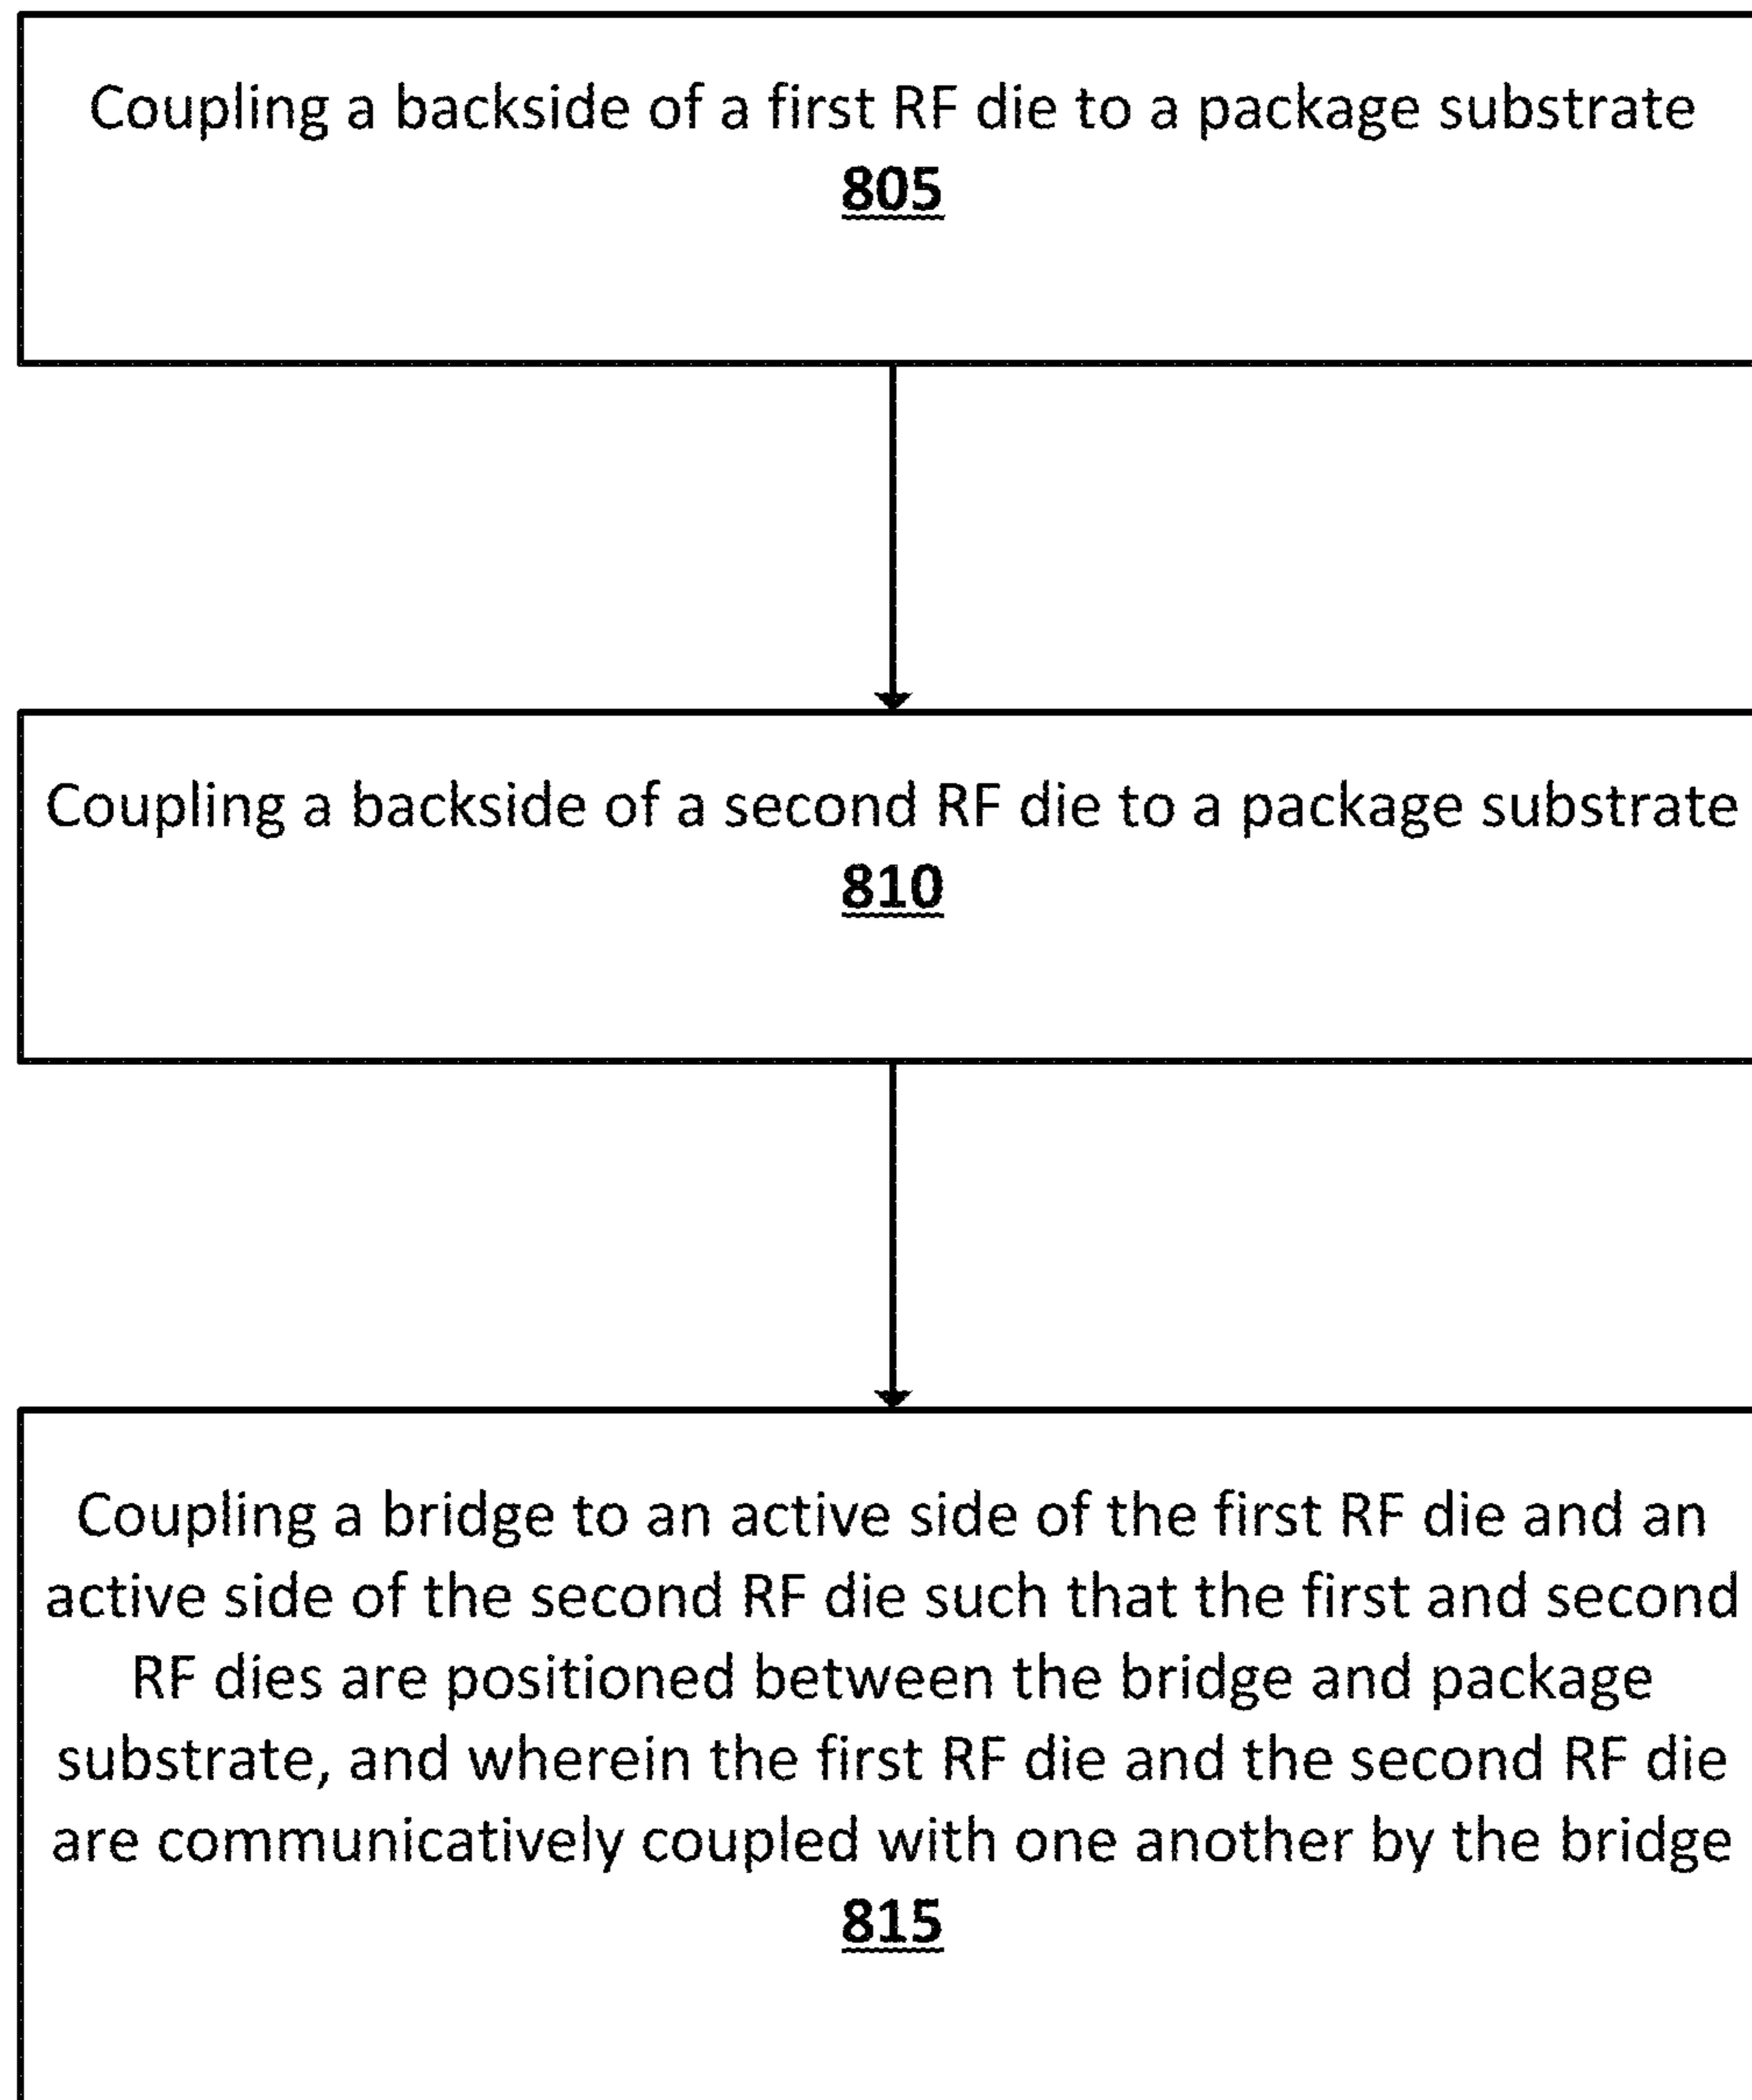 Coupling a backside of a first RF die to a package substrate
805
Coupling a backside of a second RF die to a package substrate
810
Coupling a bridge to an active side of the first RF die and an
active side of the second RF die such that the first and second
RF dies are positioned between the bridge and package
substrate, and wherein the first RF die and the second RF die
are communicatively coupled with one another by the bridge
815